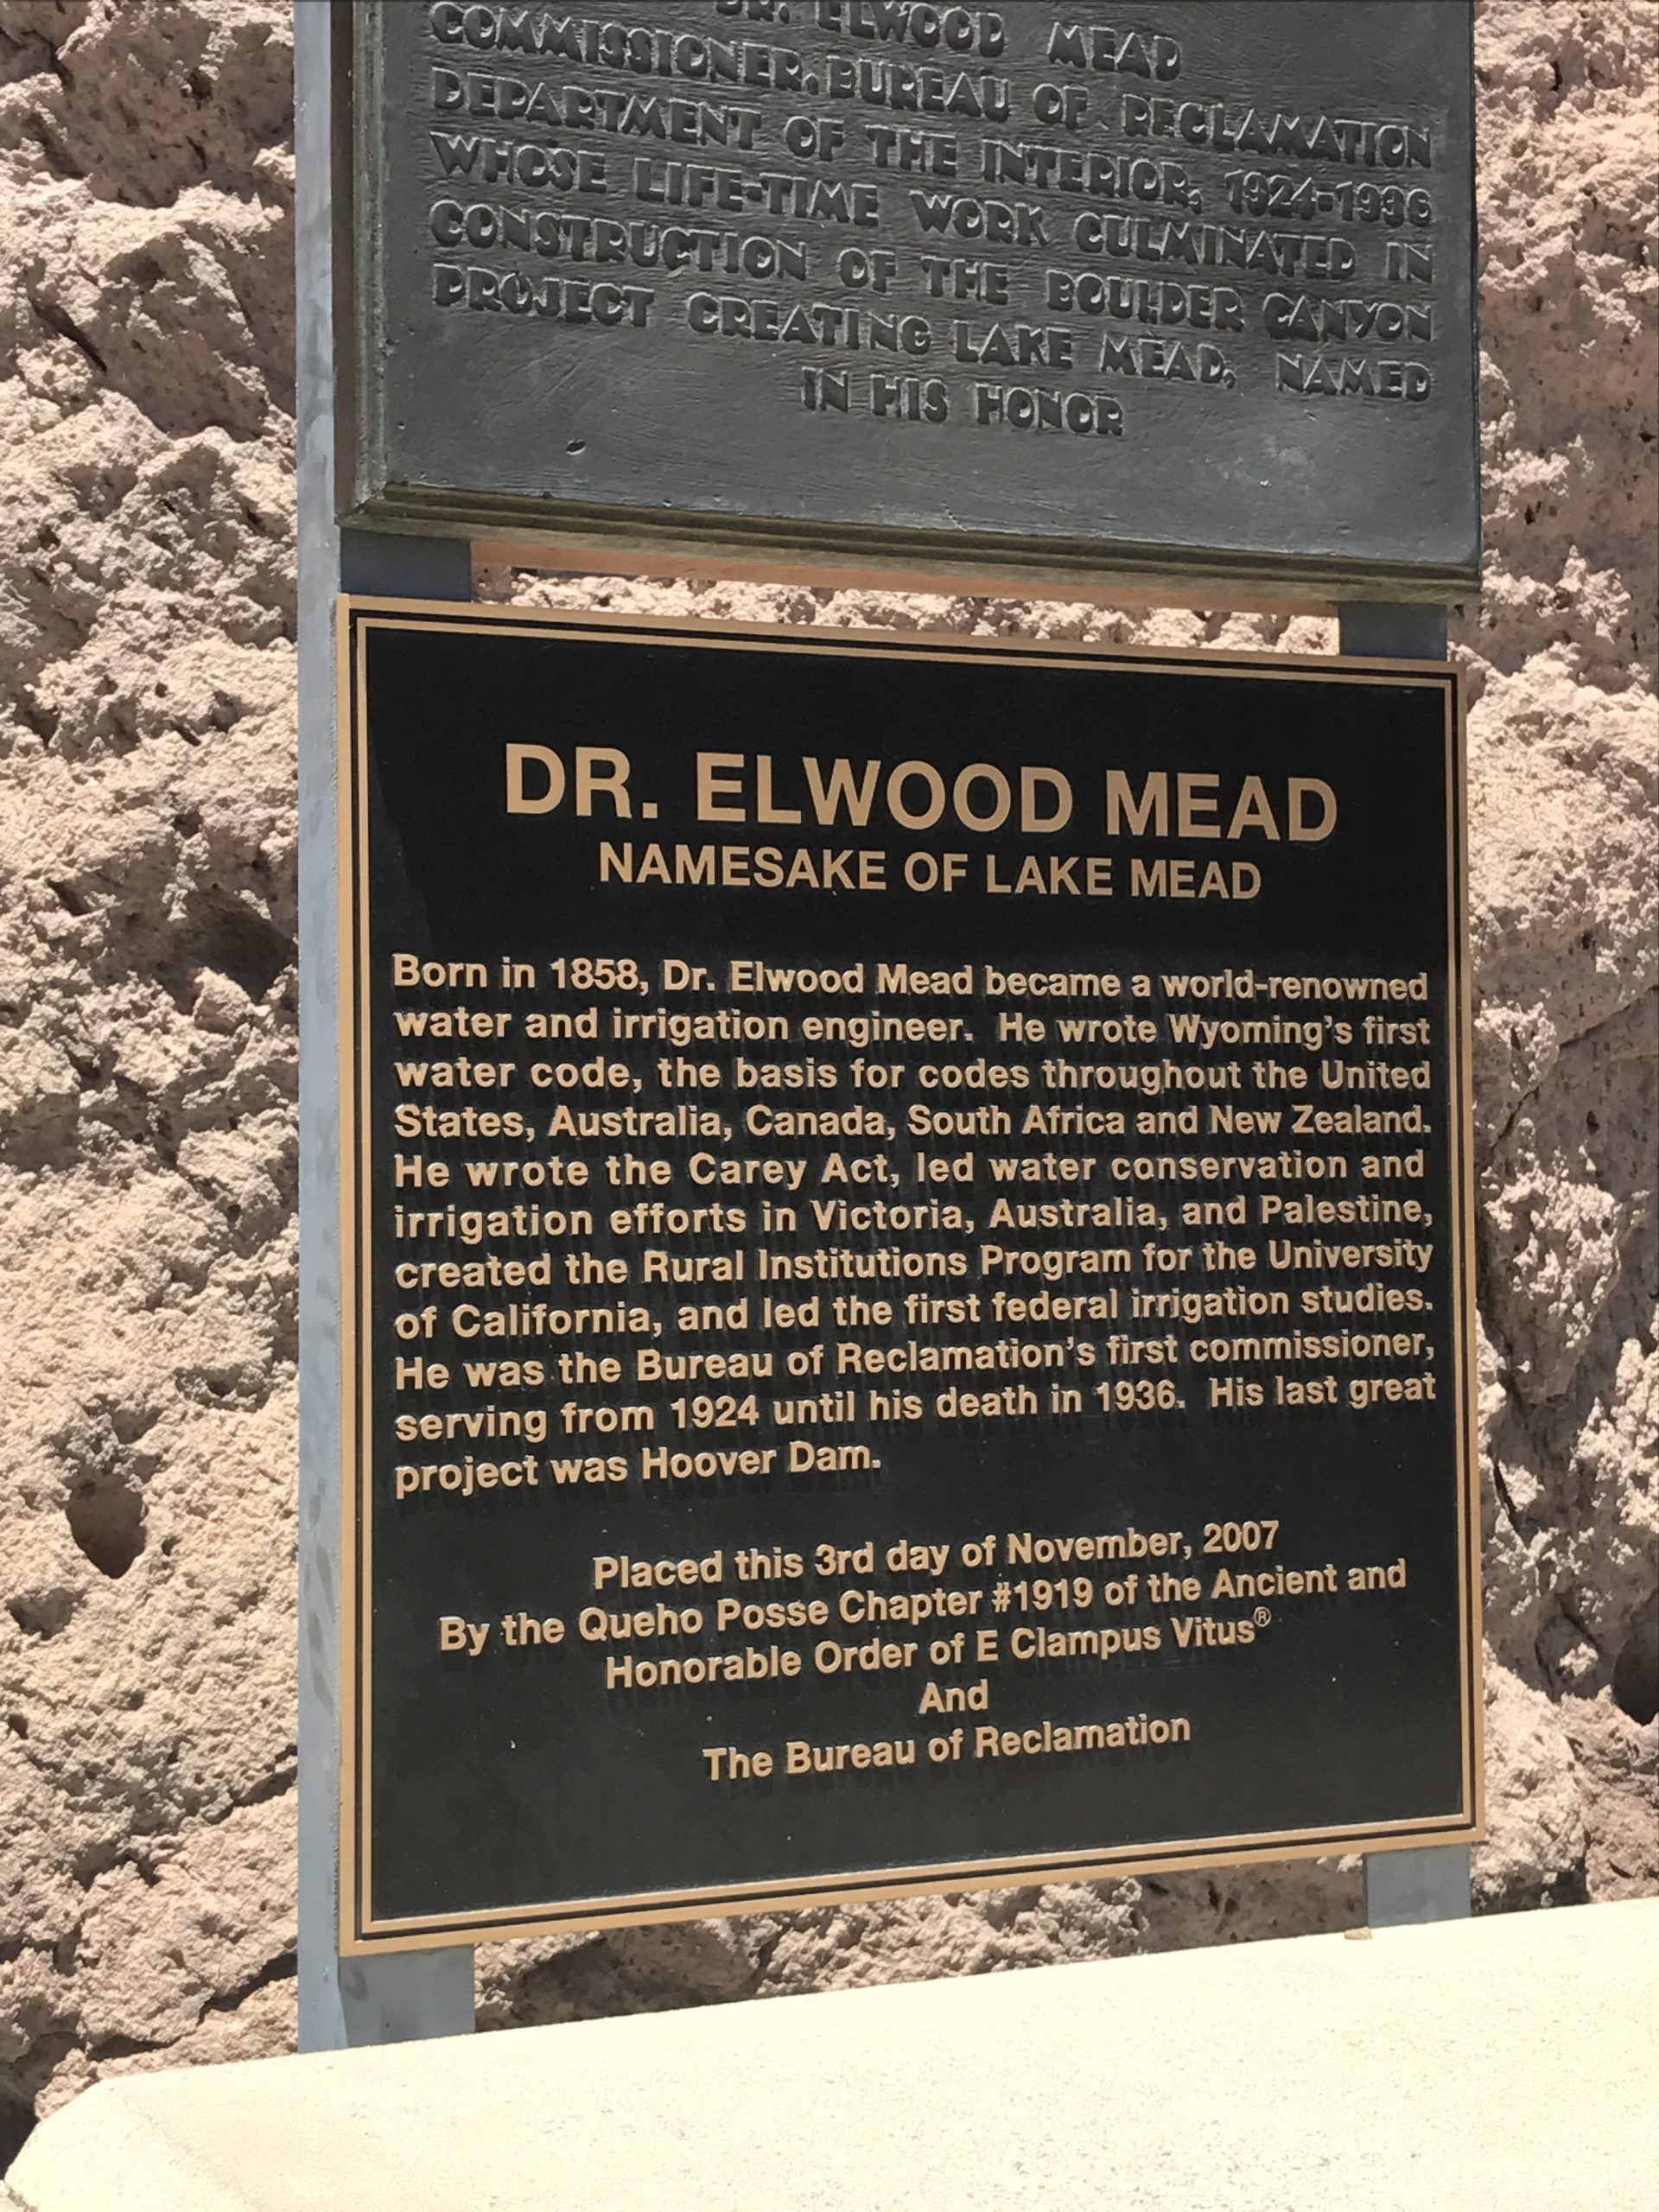 DR. ELWOOD MEAD
COMMISSIONER, BUREAU OF RECLAMATION
DEPARTMENT OF THE INTERIOR, 1924-1936
WHOSE LIFE-TIME WORK CULMINATED IN
CONSTRUCTION OF THE BOULDER CANYON
PROJECT CREATING LAKE MEAD, NAMED
IN HIS HONOR
DR. ELWOOD MEAD
NAMESAKE OF LAKE MEAD
Born in 1858, Dr. Elwood Mead became a world-renowned
water and irrigation engineer. He wrote Wyoming's first
water code, the basis for codes throughout the United
States, Australia, Canada, South Africa and New Zealand.
He wrote the Carey Act, led water conservation and
irrigation efforts in Victoria, Australia, and Palestine,
created the Rural Institutions Program for the University
of California, and led the first federal irrigation studies.
He was the Bureau of Reclamation's first commissioner,
serving from 1924 until his death in 1936. His last great
project was Hoover Dam.
Placed this 3rd day of November, 2007
By the Queho Posse Chapter #1919 of the Ancient and
Honorable Order of E Clampus Vitus®
And
The Bureau of Reclamation